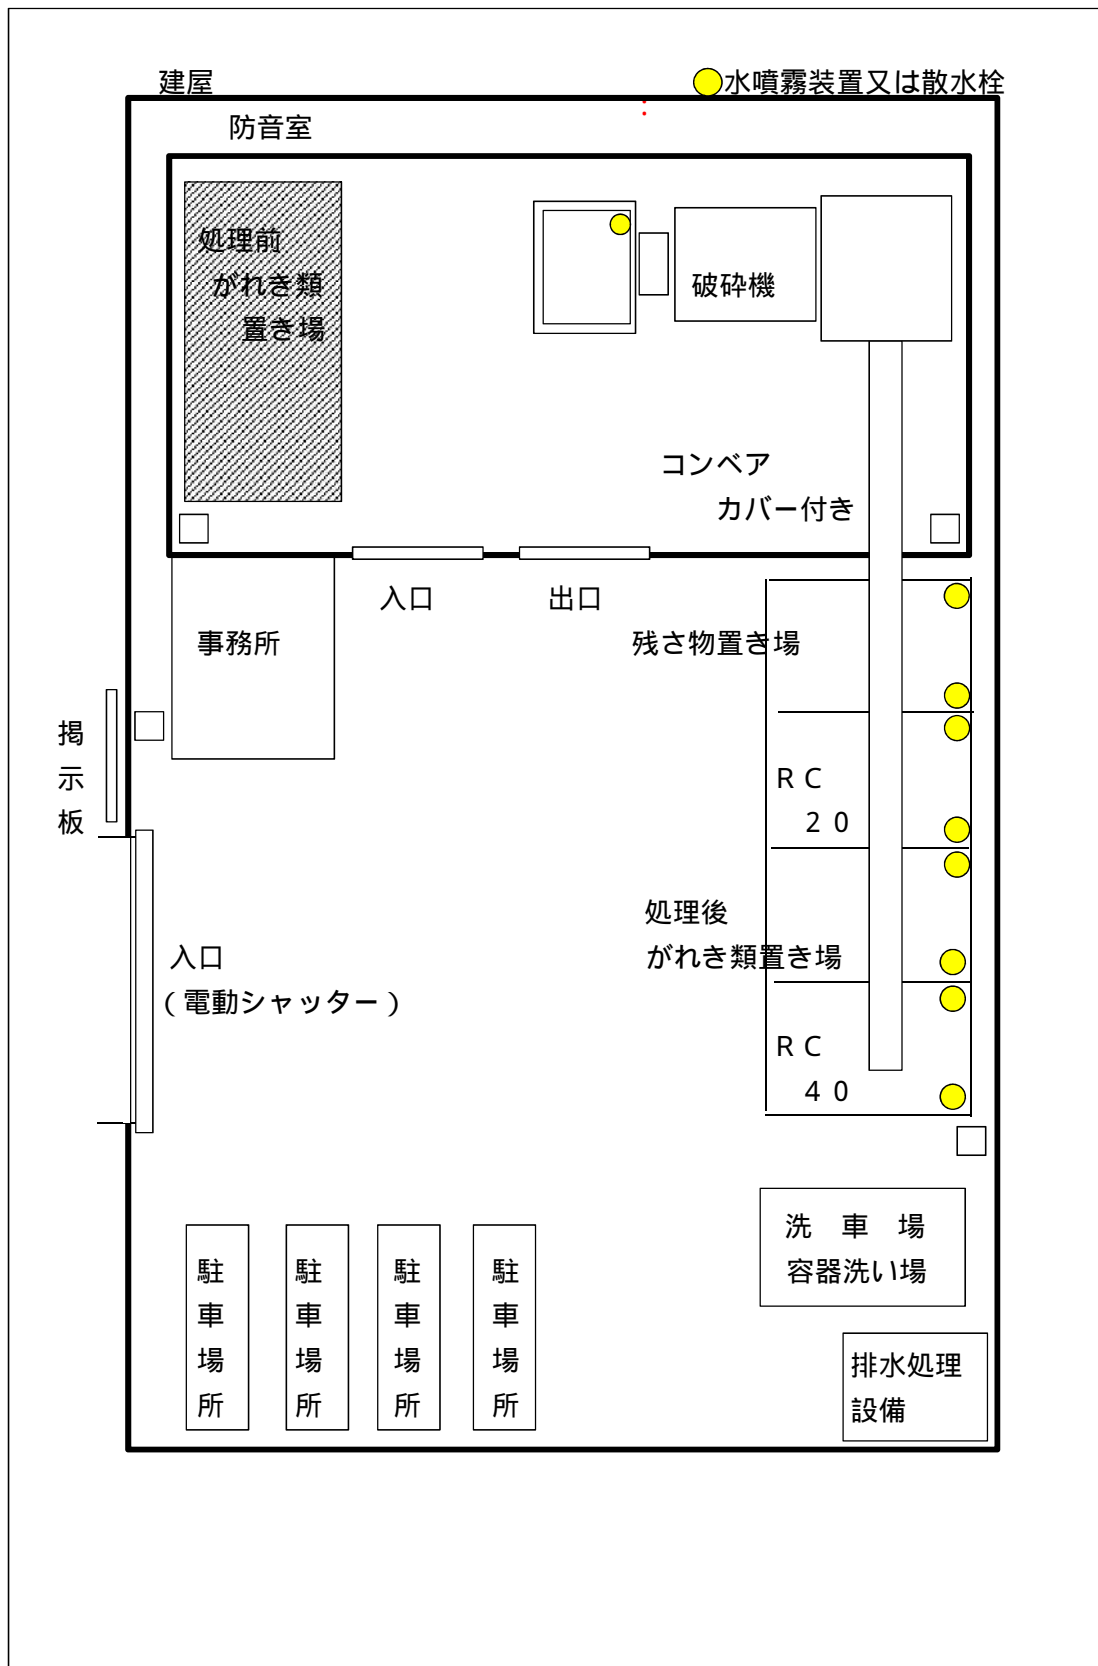 建屋
水噴霧装置又は散水栓
防音室
処理前
がれき類
置き場
破砕機
コンベア
カバー付き
入口
出口
事務所
残さ物置き場
掲
示
板
ＲＣ
２０
処理後
がれき類置き場
入口
（電動シャッター）
ＲＣ
４０
洗　車　場
容器洗い場
駐
車
場
所
駐
車
場
所
駐
車
場
所
駐
車
場
所
排水処理
設備